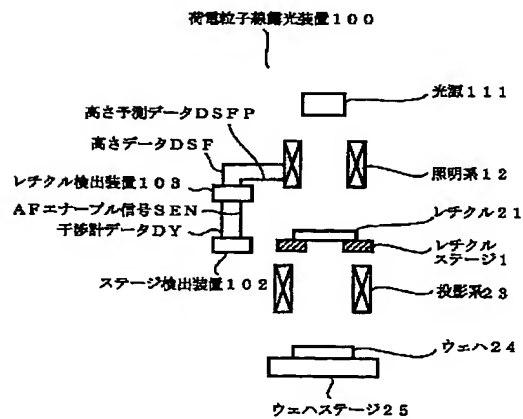 荷電粒子線露光装置100
光源111
高さ予測データDSFP
高さデータDSF
照明系12
レチクル検出装置103
AFエナーブル信号SEN
レチクル21
干渉計データDY
レチクル
ステージ1
ステージ検出装置102
投影系23
ウェハ24
ウェハステージ25